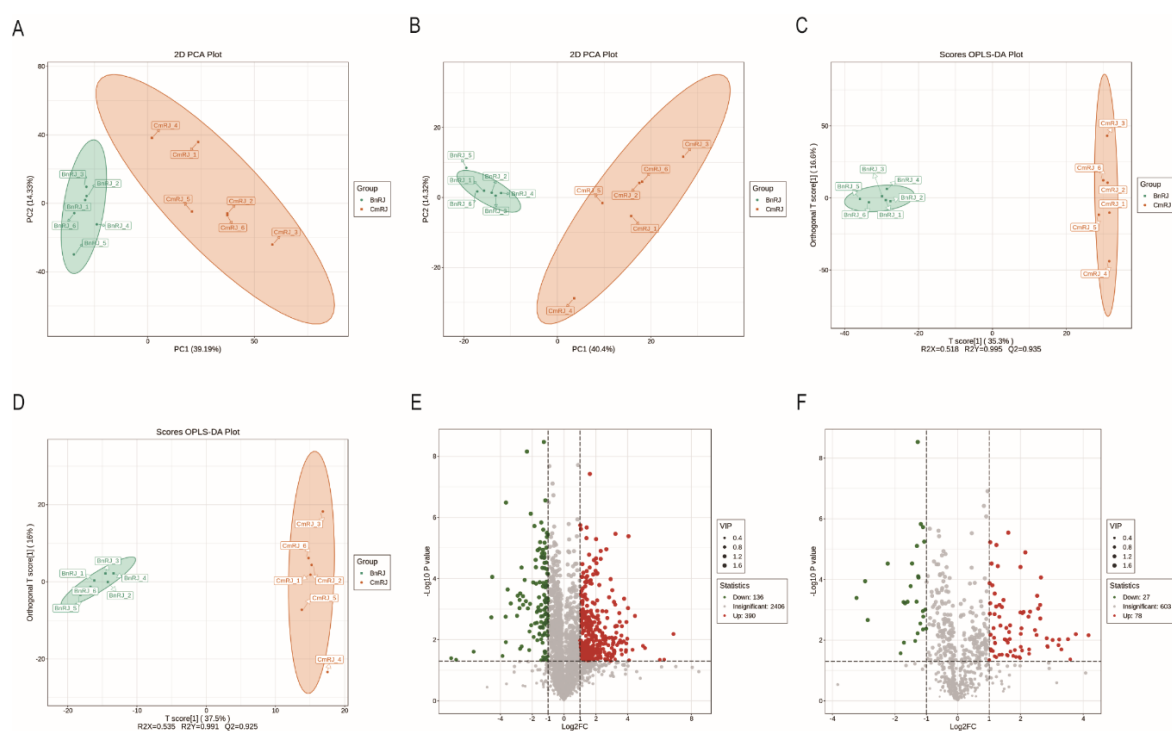 A
2D PCA Plot
80
40
0
-40
0
50
PC2 (14.33%)
PC1 (39.19%)
CmRJ_4
CmRJ_1
CmRJ_5
CmRJ_2
CmRJ_6
CmRJ_3
BnRJ_3
BnRJ_2
BnRJ_1
BnRJ_6
BnRJ_4
BnRJ_5
Group
BnRJ
CmRJ
B
2D PCA Plot
20
0
-20
-20
0
20
PC2 (14.32%)
PC1 (40.4%)
BnRJ_5
BnRJ_2
BnRJ_1
BnRJ_4
BnRJ_6
BnRJ_3
CmRJ_3
CmRJ_6
CmRJ_5
CmRJ_2
CmRJ_1
CmRJ_4
Group
BnRJ
CmRJ
C
Scores OPLS-DA Plot
50
0
-50
-40
-20
0
20
Orthogonal T score[1] ( 16.6%)
T score[1] ( 35.3%)
R2X=0.518 R2Y=0.995 Q2=0.935
BnRJ_3
BnRJ_4
BnRJ_5
BnRJ_2
BnRJ_6
BnRJ_1
CmRJ_3
CmRJ_2
CmRJ_1
CmRJ_5
CmRJ_4
Group
BnRJ
CmRJ
D
Scores OPLS-DA Plot
20
0
-20
-20
-10
0
10
20
Orthogonal T score[1] ( 16%)
T score[1] ( 37.5%)
R2X=0.535 R2Y=0.991 Q2=0.925
BnRJ_3
BnRJ_1
BnRJ_4
BnRJ_6
BnRJ_2
BnRJ_5
CmRJ_3
CmRJ_6
CmRJ_1
CmRJ_2
CmRJ_5
CmRJ_4
Group
BnRJ
CmRJ
E
8
6
4
2
0
-4
-1
0
1
4
8
-Log10 P value
Log2FC
VIP
0.4
0.8
1.2
1.6
Statistics
Down: 136
Insignificant: 2406
Up: 390
F
8
6
4
2
0
-2
-1
0
1
2
4
-Log10 P value
Log2FC
VIP
0.4
0.8
1.2
1.6
Statistics
Down: 27
Insignificant: 603
Up: 78